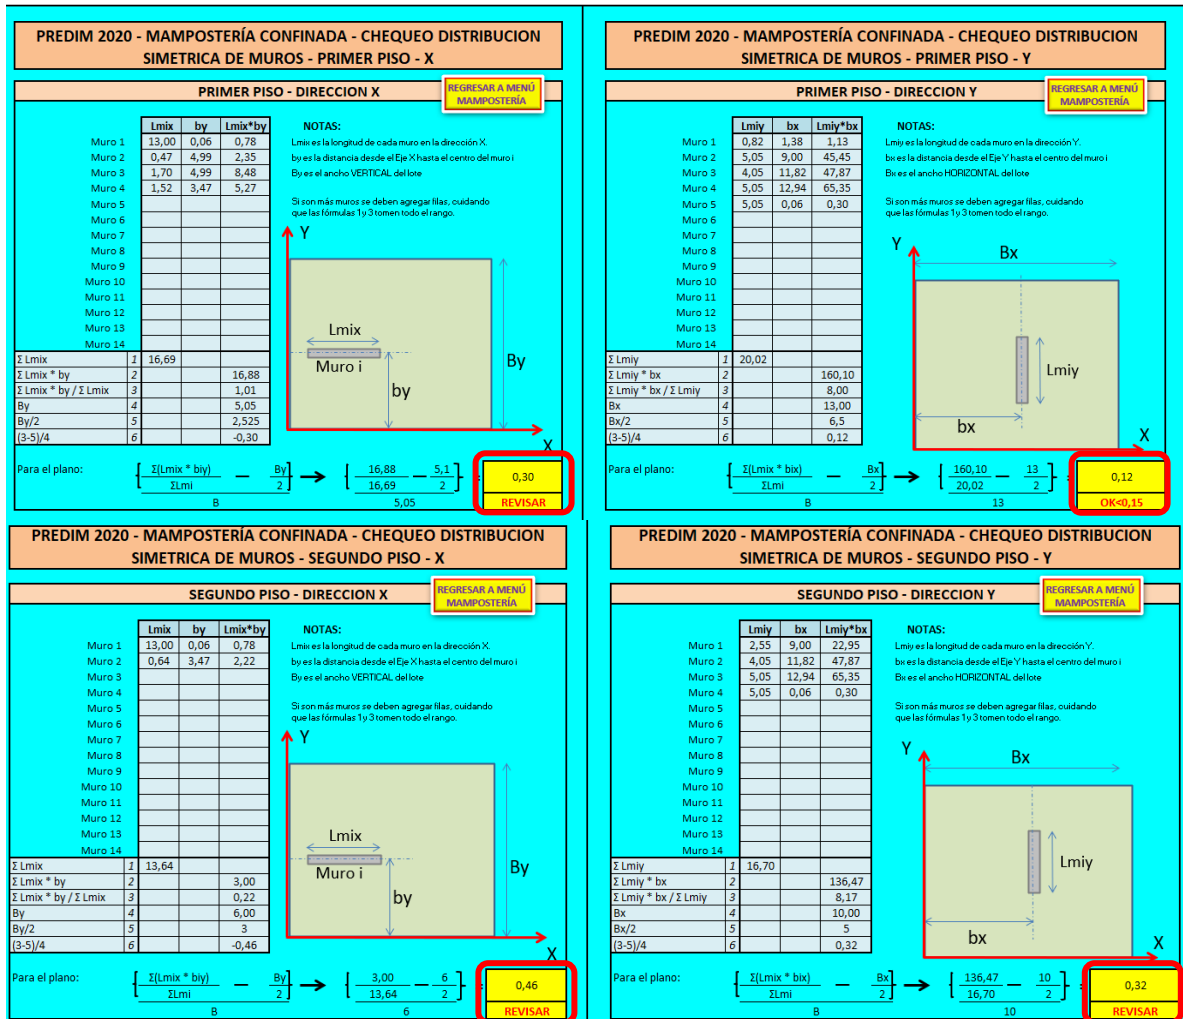 PREDIM 2020 - MAMPOSTERÍA CONFINADA - CHEQUEO DISTRIBUCION
SIMETRICA DE MUROS - PRIMER PISO - X
PRIMER PISO - DIRECCION X
REGRESAR A MENÚ
MAMPOSTERÍA
Lmix by Lmix*by
Muro 1 13,00 0,06 0,78
Muro 2 0,47 4,99 2,35
Muro 3 1,70 4,99 8,48
Muro 4 1,52 3,47 5,27
Muro 5
Muro 6
Muro 7
Muro 8
Muro 9
Muro 10
Muro 11
Muro 12
Muro 13
Muro 14
Σ Lmix 1 16,69
Σ Lmix * by 2 16,88
Σ Lmix * by / Σ Lmix 3 1,01
By 4 5,05
By/2 5 2,525
(3-5)/4 6 -0,30
NOTAS:
Lmix es la longitud de cada muro en la dirección X.
by es la distancia desde el Eje X hasta el centro del muro i
By es el ancho VERTICAL del lote
Si son más muros se deben agregar filas, cuidando
que las fórmulas 1 y 3 tomen todo el rango.
Y
Lmix
Muro i
by
By
X
Para el plano:
Σ(Lmix * biy) — By 16,88 — 5,1
ΣLmi 2 16,69 2
B 5,05
0,30
REVISAR
PREDIM 2020 - MAMPOSTERÍA CONFINADA - CHEQUEO DISTRIBUCION
SIMETRICA DE MUROS - PRIMER PISO - Y
PRIMER PISO - DIRECCION Y
REGRESAR A MENÚ
MAMPOSTERÍA
Lmiy bx Lmiy*bx
Muro 1 0,82 1,38 1,13
Muro 2 5,05 9,00 45,45
Muro 3 4,05 11,82 47,87
Muro 4 5,05 12,94 65,35
Muro 5 5,05 0,06 0,30
Muro 6
Muro 7
Muro 8
Muro 9
Muro 10
Muro 11
Muro 12
Muro 13
Muro 14
Σ Lmiy 1 20,02
Σ Lmiy * bx 2 160,10
Σ Lmiy * bx / Σ Lmiy 3 8,00
Bx 4 13,00
Bx/2 5 6,5
(3-5)/4 6 0,12
NOTAS:
Lmiy es la longitud de cada muro en la dirección Y.
bx es la distancia desde el Eje Y hasta el centro del muro i
Bx es el ancho HORIZONTAL del lote
Si son más muros se deben agregar filas, cuidando
que las fórmulas 1 y 3 tomen todo el rango.
Y
Bx
Lmiy
bx
X
Para el plano:
Σ(Lmix * bix) — Bx 160,10 — 13
ΣLmi 2 20,02 2
B 13
0,12
OK<0,15
PREDIM 2020 - MAMPOSTERÍA CONFINADA - CHEQUEO DISTRIBUCION
SIMETRICA DE MUROS - SEGUNDO PISO - X
SEGUNDO PISO - DIRECCION X
REGRESAR A MENÚ
MAMPOSTERÍA
Lmix by Lmix*by
Muro 1 13,00 0,06 0,78
Muro 2 0,64 3,47 2,22
Muro 3
Muro 4
Muro 5
Muro 6
Muro 7
Muro 8
Muro 9
Muro 10
Muro 11
Muro 12
Muro 13
Muro 14
Σ Lmix 1 13,64
Σ Lmix * by 2 3,00
Σ Lmix * by / Σ Lmix 3 0,22
By 4 6,00
By/2 5 3
(3-5)/4 6 -0,46
NOTAS:
Lmix es la longitud de cada muro en la dirección X.
by es la distancia desde el Eje X hasta el centro del muro i
By es el ancho VERTICAL del lote
Si son más muros se deben agregar filas, cuidando
que las fórmulas 1 y 3 tomen todo el rango.
Y
Lmix
Muro i
by
By
X
Para el plano:
Σ(Lmix * biy) — By 3,00 — 6
ΣLmi 2 13,64 2
B 6
0,46
REVISAR
PREDIM 2020 - MAMPOSTERÍA CONFINADA - CHEQUEO DISTRIBUCION
SIMETRICA DE MUROS - SEGUNDO PISO - Y
SEGUNDO PISO - DIRECCION Y
REGRESAR A MENÚ
MAMPOSTERÍA
Lmiy bx Lmiy*bx
Muro 1 2,55 9,00 22,95
Muro 2 4,05 11,82 47,87
Muro 3 5,05 12,94 65,35
Muro 4 5,05 0,06 0,30
Muro 5
Muro 6
Muro 7
Muro 8
Muro 9
Muro 10
Muro 11
Muro 12
Muro 13
Muro 14
Σ Lmiy 1 16,70
Σ Lmiy * bx 2 136,47
Σ Lmiy * bx / Σ Lmiy 3 8,17
Bx 4 10,00
Bx/2 5 5
(3-5)/4 6 0,32
NOTAS:
Lmiy es la longitud de cada muro en la dirección Y.
bx es la distancia desde el Eje Y hasta el centro del muro i
Bx es el ancho HORIZONTAL del lote
Si son más muros se deben agregar filas, cuidando
que las fórmulas 1 y 3 tomen todo el rango.
Y
Bx
Lmiy
bx
X
Para el plano:
Σ(Lmix * bix) — Bx 136,47 — 10
ΣLmi 2 16,70 2
B 10
0,32
REVISAR